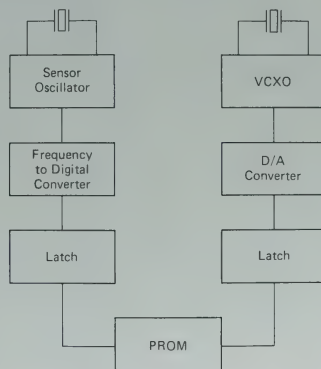 Sensor
Oscillator
VCXO
Frequency
to Digital
Converter
D/A
Converter
Latch
Latch
PROM